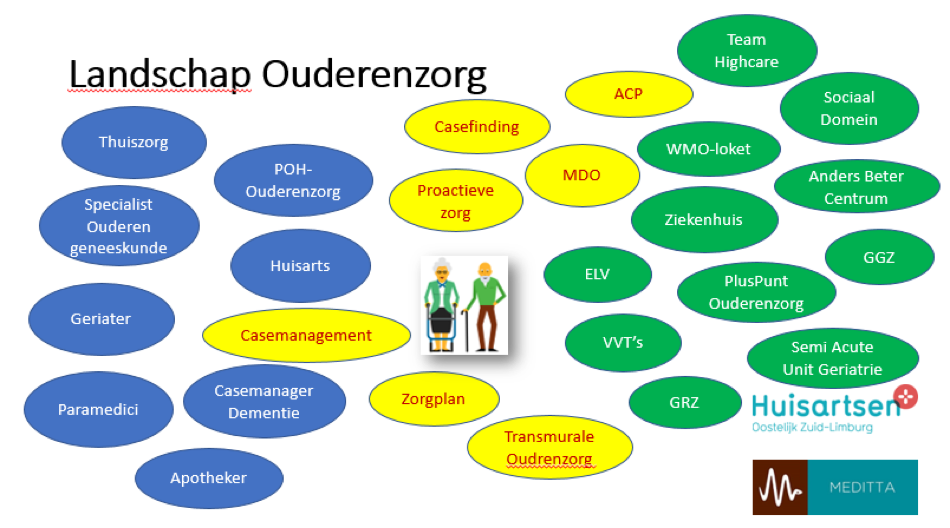 Landschap Ouderenzorg
Thuiszorg
POH-
Ouderenzorg
Specialist
Ouderen
geneeskunde
Huisarts
Geriater
Casemanagement
Paramedici
Casemanager
Dementie
Apotheker
Casefinding
ACP
Proactieve
zorg
MDO
Zorgplan
Transmurale
Oudrenzorg
Team
Highcare
Sociaal
Domein
WMO-loket
Anders Beter
Centrum
Ziekenhuis
GGZ
ELV
PlusPunt
Ouderenzorg
VVT's
Semi Acute
Unit Geriatrie
GRZ
Huisartsen
Oostelijk Zuid-Limburg
MEDITTA